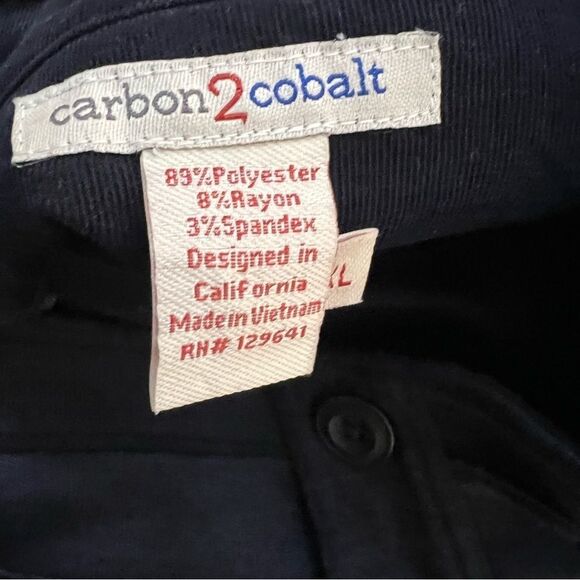 carbon2cobalt
89%Polyester
8%Rayon
3%Spandex
Designed in
California
Made in Vietnam
RN# 129641
XL